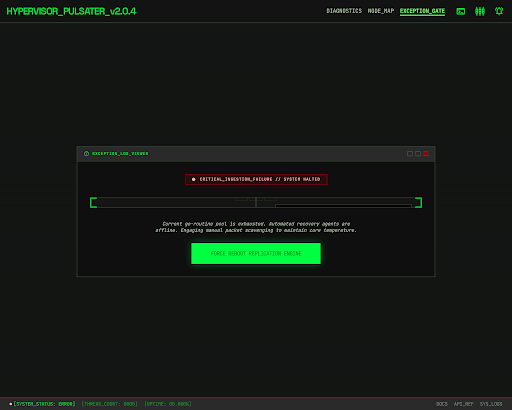 HYPERVISOR_PULSATER_v2.0.4
DIAGNOSTICS NODE_MAP EXCEPTION_GATE
EXCEPTION_LOG_VIEWER
CRITICAL_INGESTION_FAILURE // SYSTEM HALTED
Current go-routine pool is exhausted. Automated recovery agents are
offline. Engaging manual packet scavenging to maintain core temperature.
FORCE REBOOT REPLICATION ENGINE
[SYSTEM_STATUS: ERROR] [THREAD_COUNT: 0000] [UPTIME: 00.000%]
DOCS API_REF SYS_LOGS